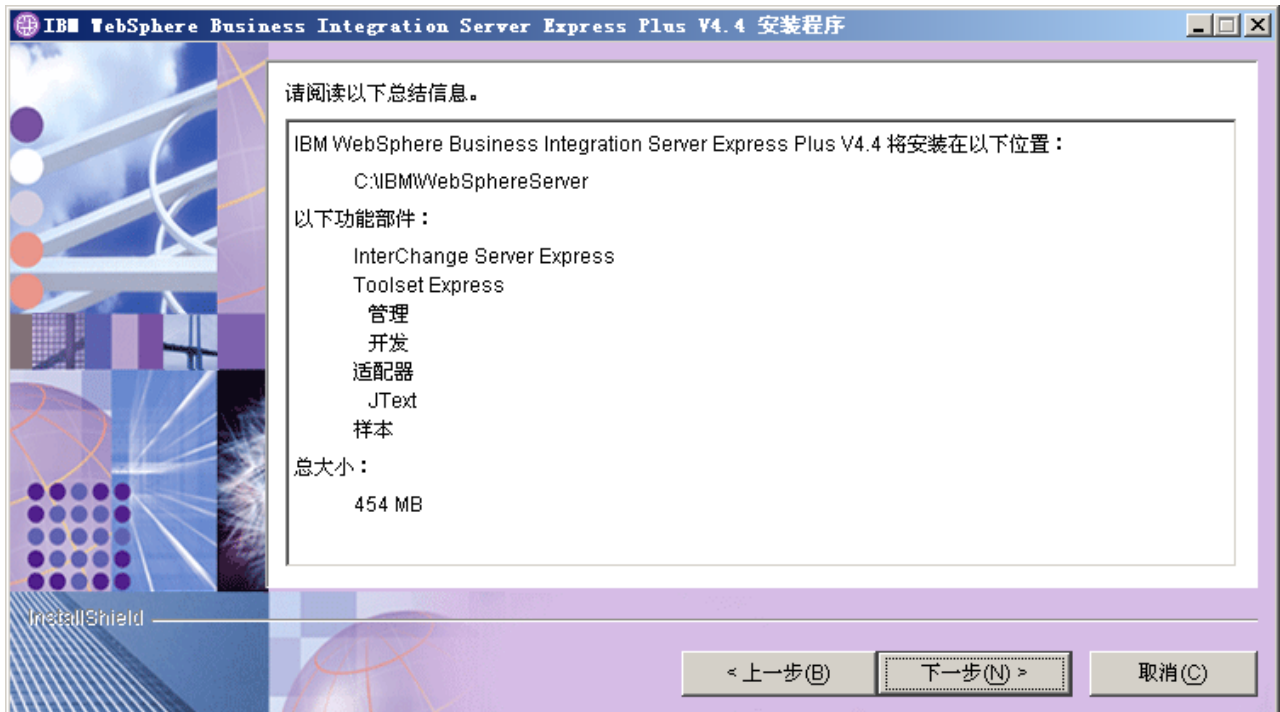 IBM WebSphere Business Integration Server Express Plus V4.4 安装程序
请阅读以下总结信息。
IBM WebSphere Business Integration Server Express Plus V4.4 将安装在以下位置：
C:\IBM\WebSphereServer
以下功能部件：
InterChange Server Express
Toolset Express
管理
开发
适配器
JText
样本
总大小：
454 MB
InstallShield
< 上一步(B)
下一步(N) >
取消(C)